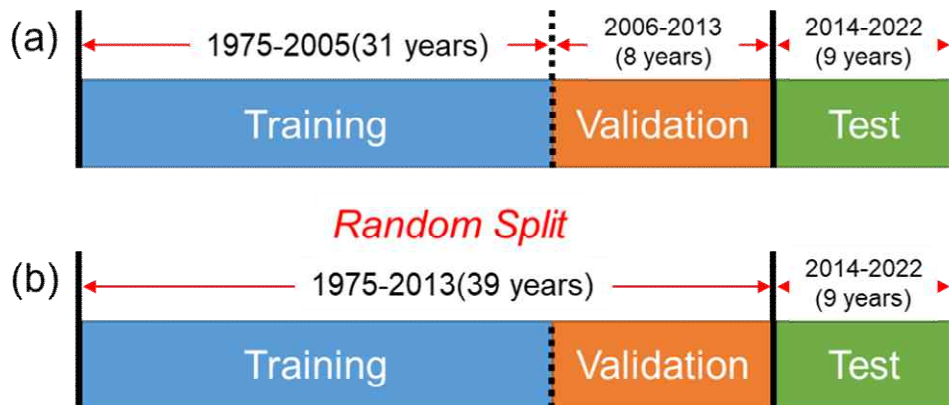 (a)
1975-2005(31 years)
2006-2013
(8 years)
2014-2022
(9 years)
Training
Validation
Test
Random Split
(b)
1975-2013(39 years)
2014-2022
(9 years)
Training
Validation
Test